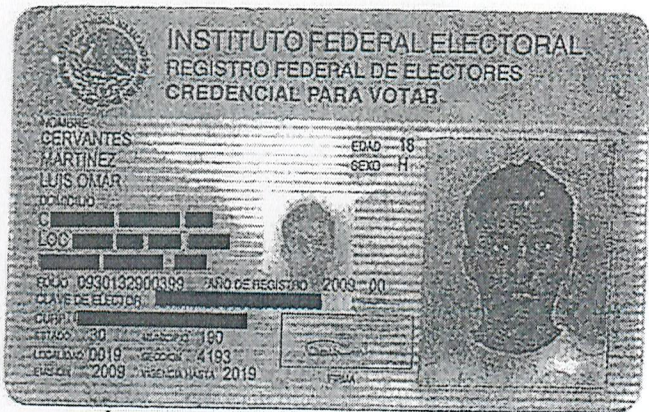 INSTITUTO FEDERAL ELECTORAL
REGISTRO FEDERAL DE ELECTORES
CREDENCIAL PARA VOTAR
NOMBRE
CERVANTES
MARTINEZ
LUIS OMAR
EDAD 18
SEXO H
DOMICILIO
C
LOC
FOLIO 0930132900399 AÑO DE REGISTRO 2009 00
CLAVE DE ELECTOR
CURP
ESTADO 30 MUNICIPIO 190
LOCALIDAD 0019 SECCION 4193
EMISION 2009 VIGENCIA HASTA 2019
FIRMA